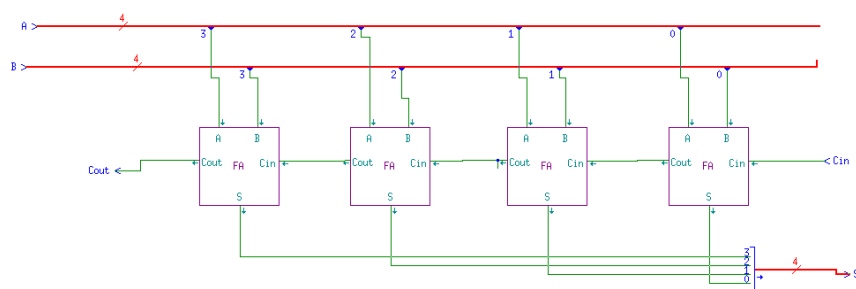 A 4
3 2 1 0
B 4
3 2 1 0
A B A B A B A B
Cout Cout FA Cin Cout FA Cin Cout FA Cin Cout FA Cin Cin
S S S S
3
2
1
0
4
S